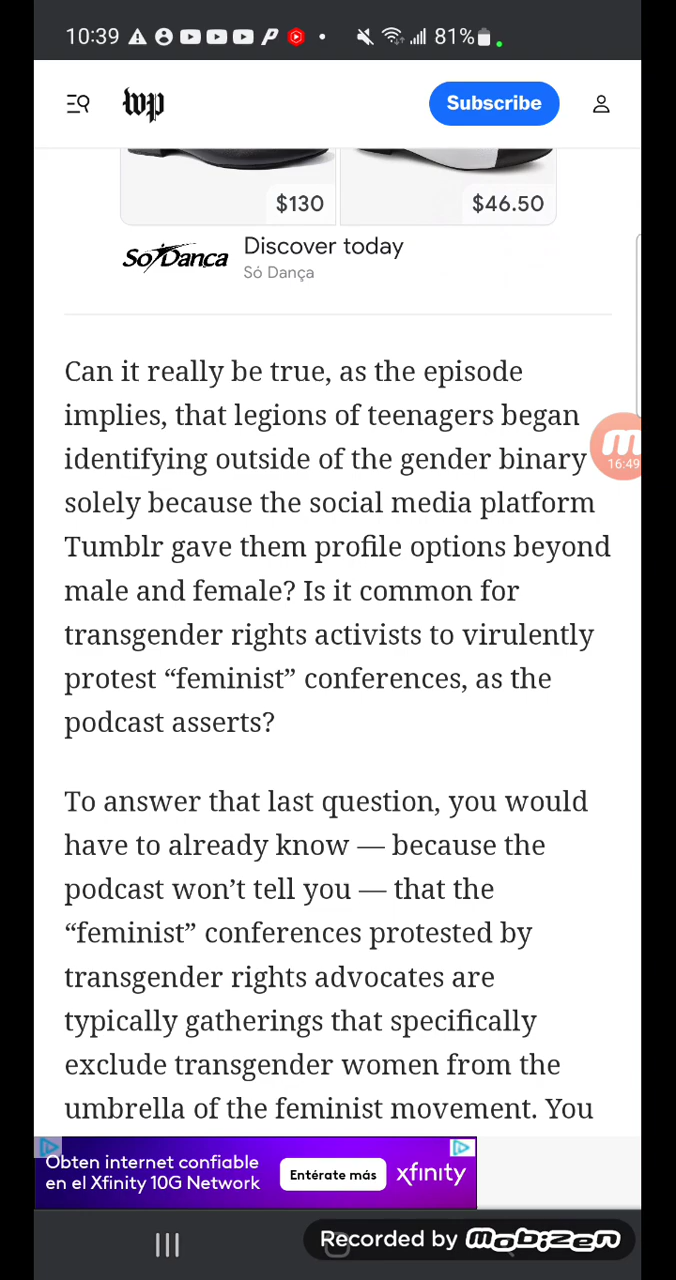 10:39 81%
wp Subscribe
$130 $46.50
Só Dança Discover today
Só Dança
Can it really be true, as the episode
implies, that legions of teenagers began
identifying outside of the gender binary
16:49
solely because the social media platform
Tumblr gave them profile options beyond
male and female? Is it common for
transgender rights activists to virulently
protest “feminist” conferences, as the
podcast asserts?
To answer that last question, you would
have to already know — because the
podcast won’t tell you — that the
“feminist” conferences protested by
transgender rights advocates are
typically gatherings that specifically
exclude transgender women from the
umbrella of the feminist movement. You
Obten internet confiable
en el Xfinity 10G Network
Entérate más
xfinity
Recorded by mobizen